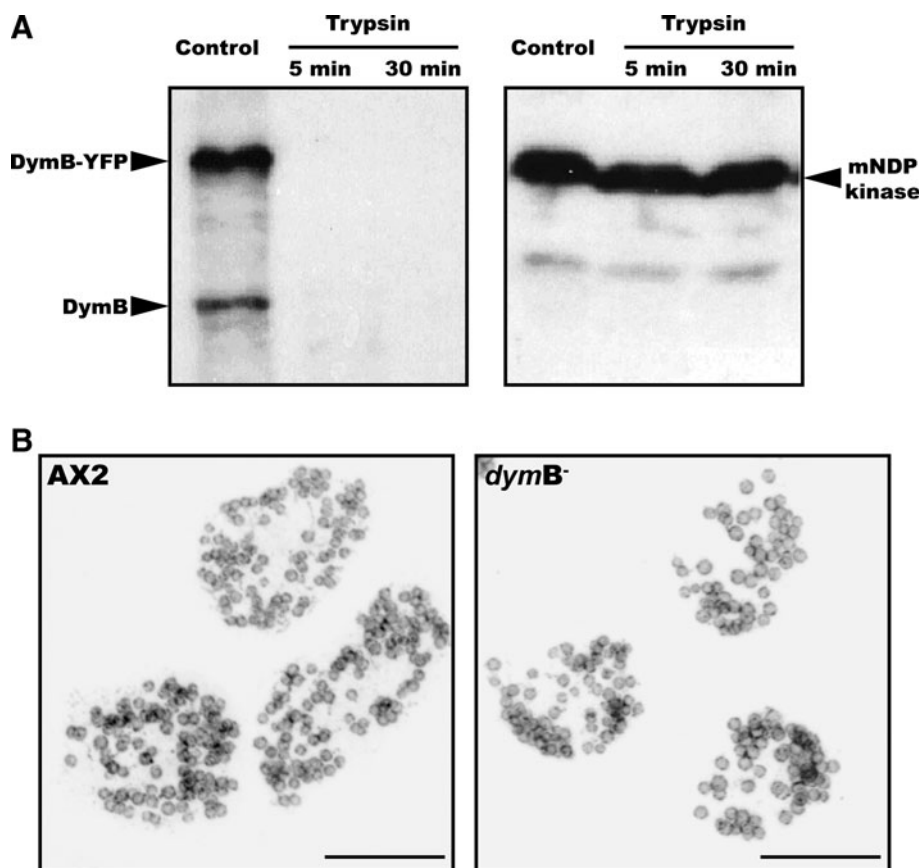 A
Control
Trypsin
5 min 30 min
Control
Trypsin
5 min 30 min
DymB-YFP
DymB
mNDP
kinase
B
AX2
dymB-